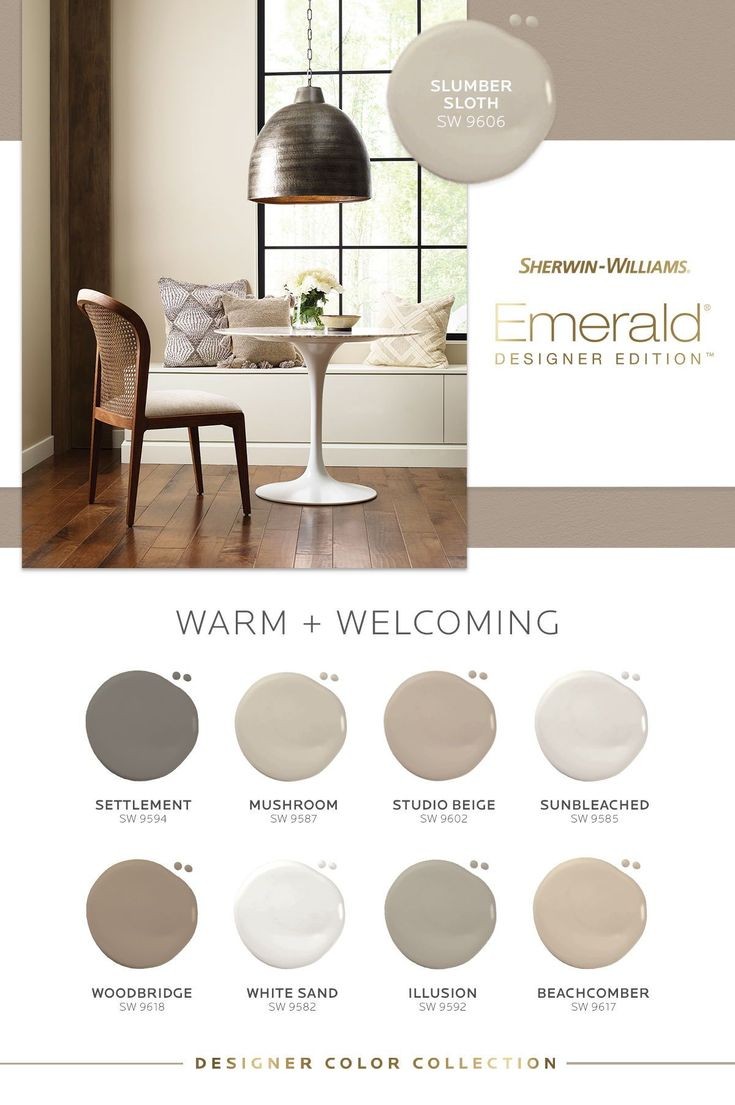 SLUMBER
SLOTH
SW 9606
SHERWIN-WILLIAMS®
Emerald®
DESIGNER EDITION™
WARM + WELCOMING
SETTLEMENT
SW 9594
MUSHROOM
SW 9587
STUDIO BEIGE
SW 9602
SUNBLEACHED
SW 9585
WOODBRIDGE
SW 9618
WHITE SAND
SW 9582
ILLUSION
SW 9592
BEACHCOMBER
SW 9617
DESIGNER COLOR COLLECTION